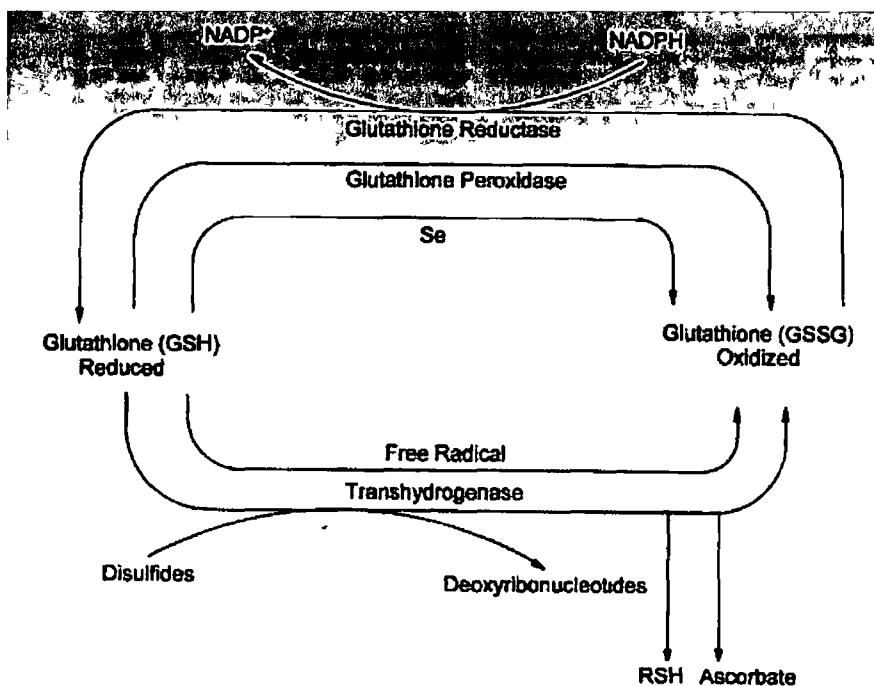 NADP+
NADPH
Glutathione Reductase
Glutathione Peroxidase
Se
Glutathione (GSH)
Reduced
Glutathione (GSSG)
Oxidized
Free Radical
Transhydrogenase
Disulfides
Deoxyribonucleotides
RSH
Ascorbate